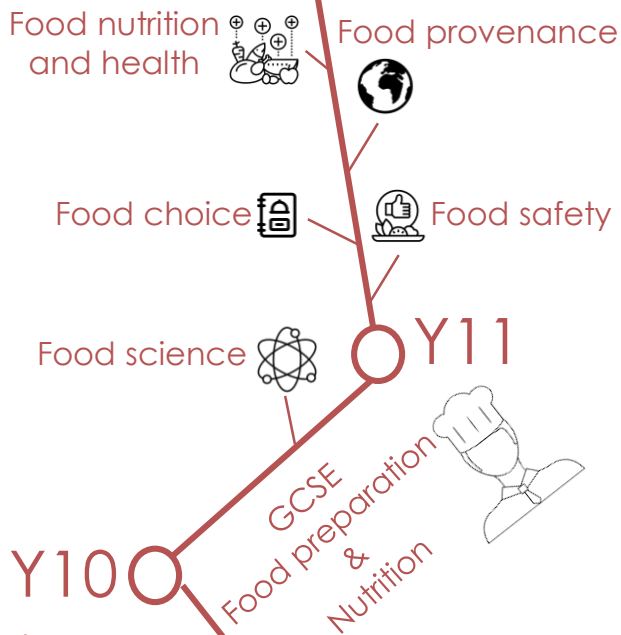 Food nutrition
and health
Food provenance
Food choice
Food safety
Y11
Food science
GCSE
Food preparation
&
Nutrition
Y10